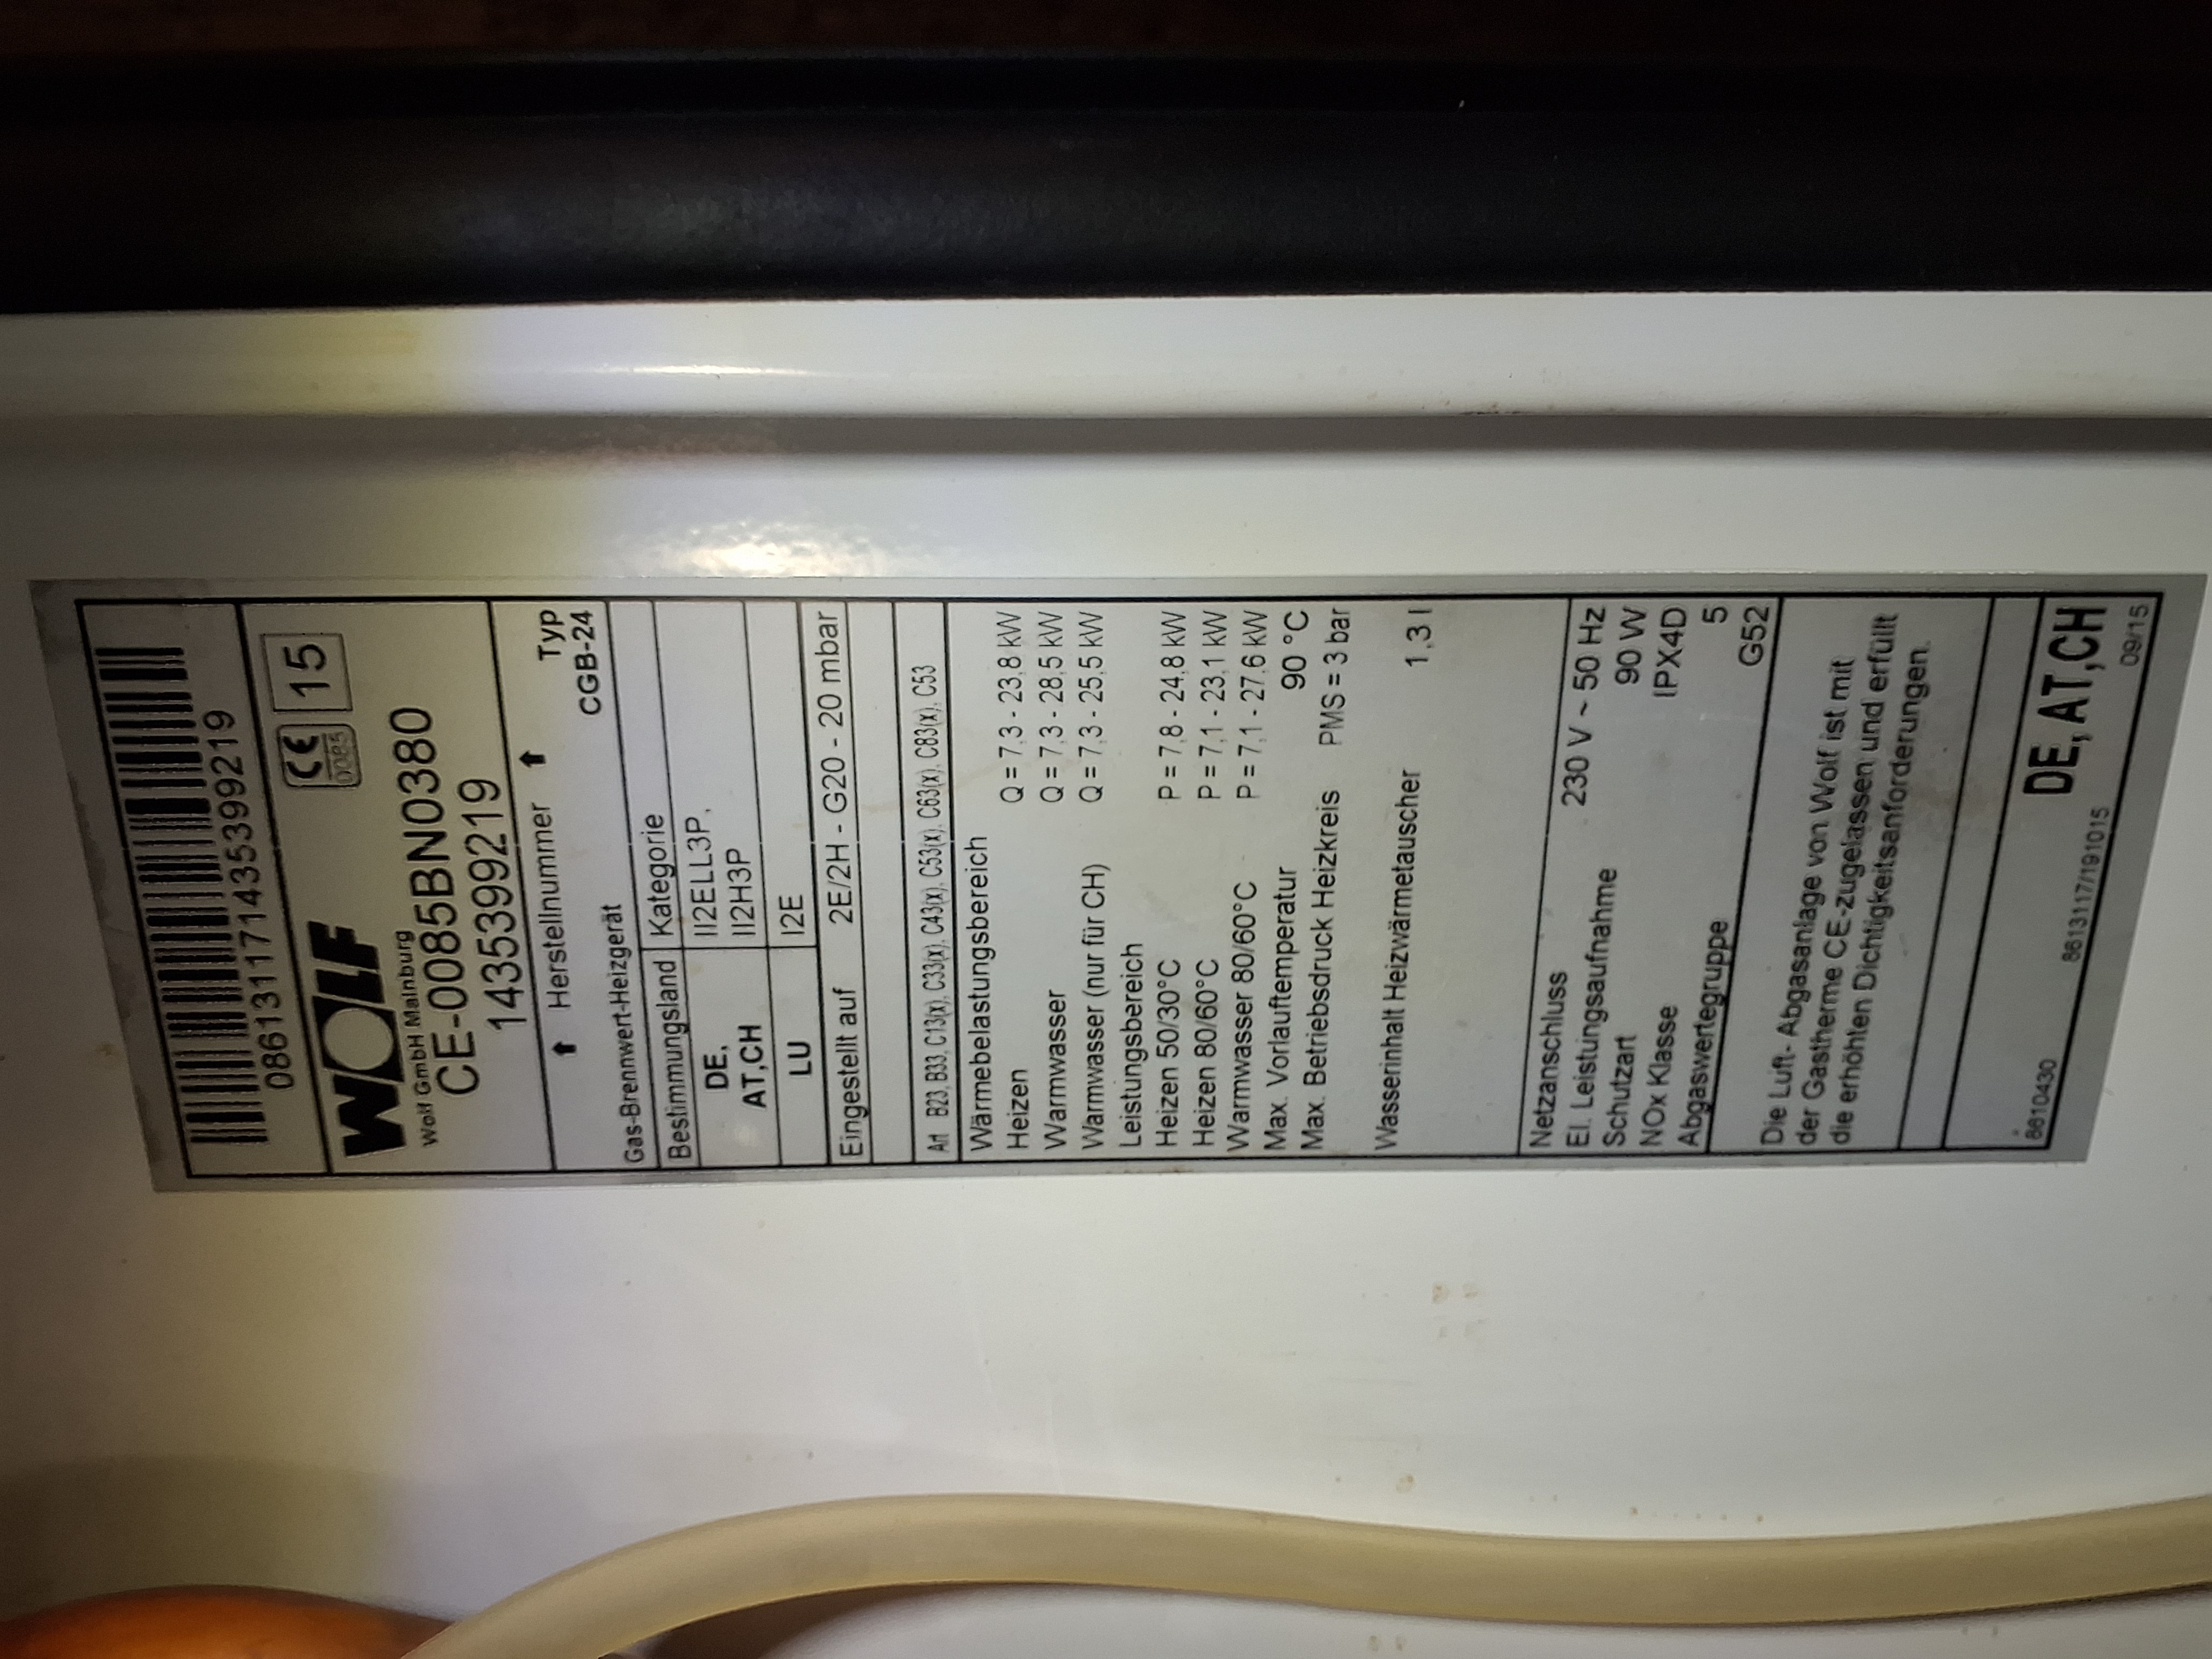 08613117143539921​9
WOLF
Wolf GmbH Mainburg
CE 0085 15
CE-0085BN0380
1435399219
↑ Herstellnummer ↑ Typ
CGB-24
Gas-Brennwert-Heizgerät
Bestimmungsland Kategorie
DE, II2ELL3P,
AT,CH II2H3P
LU I2E
Eingestellt auf 2E/2H - G20 - 20 mbar
Art B23, B33, C13(x), C33(x), C43(x), C53(x), C63(x), C83(x), C53
Wärmebelastungsbereich
Heizen Q = 7,3 - 23,8 kW
Warmwasser Q = 7,3 - 28,5 kW
Warmwasser (nur für CH) Q = 7,3 - 25,5 kW
Leistungsbereich
Heizen 50/30°C P = 7,8 - 24,8 kW
Heizen 80/60°C P = 7,1 - 23,1 kW
Warmwasser 80/60°C P = 7,1 - 27,6 kW
Max. Vorlauftemperatur 90 °C
Max. Betriebsdruck Heizkreis PMS = 3 bar
Wasserinhalt Heizwärmetauscher 1,3 l
Netzanschluss 230 V ~ 50 Hz
El. Leistungsaufnahme 90 W
Schutzart IPX4D
NOx Klasse 5
Abgaswertegruppe G52
Die Luft- Abgasanlage von Wolf ist mit
der Gastherme CE-zugelassen und erfüllt
die erhöhten Dichtigkeitsanforderungen.
DE, AT,CH
8610430 8613117/191015 09/15